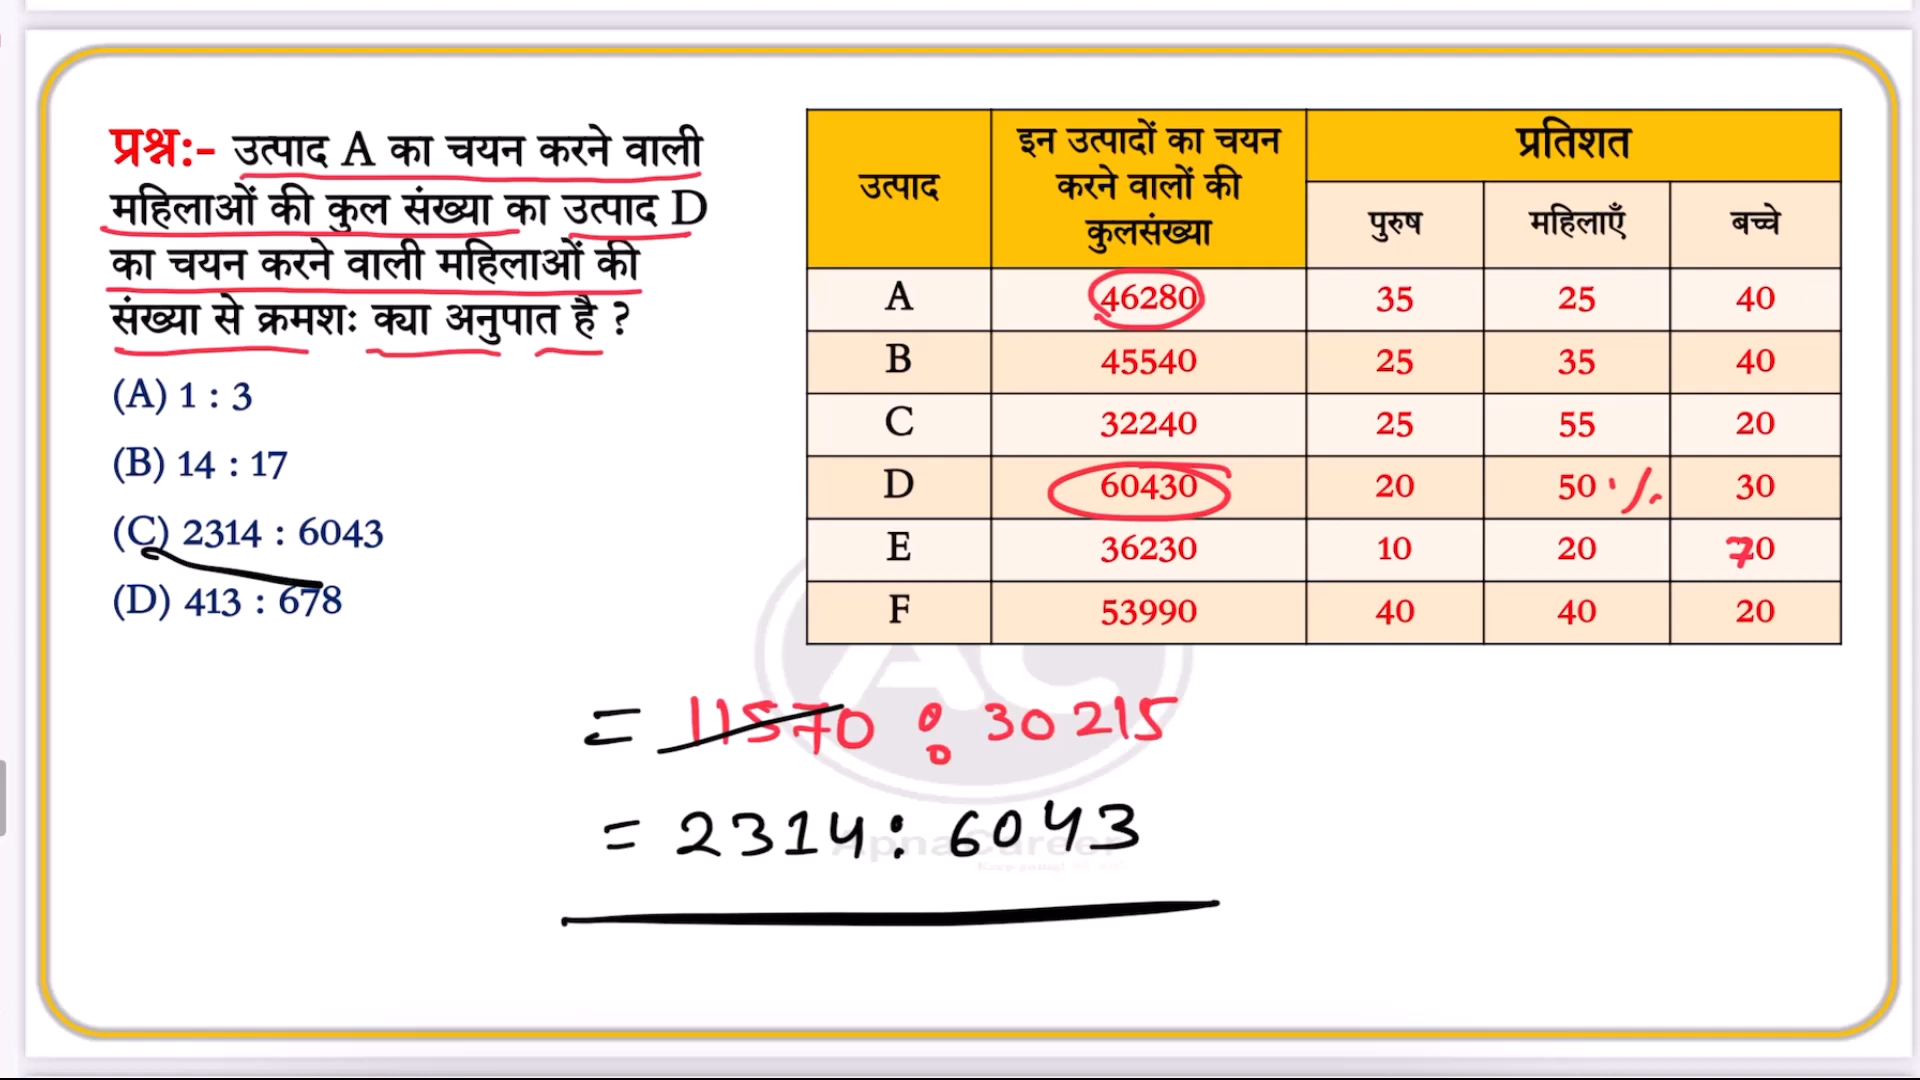 प्रश्न:- उत्पाद A का चयन करने वाली
महिलाओं की कुल संख्या का उत्पाद D
का चयन करने वाली महिलाओं की
संख्या से क्रमशः क्या अनुपात है ?
(A) 1 : 3
(B) 14 : 17
(C) 2314 : 6043
(D) 413 : 678
उत्पाद
इन उत्पादों का चयन
करने वालों की
कुलसंख्या
प्रतिशत
पुरुष महिलाएँ बच्चे
A 46280 35 25 40
B 45540 25 35 40
C 32240 25 55 20
D 60430 20 50 % 30
E 36230 10 20 70
F 53990 40 40 20
= 11570 : 30215
= 2314 : 6043
AC
Apna Career